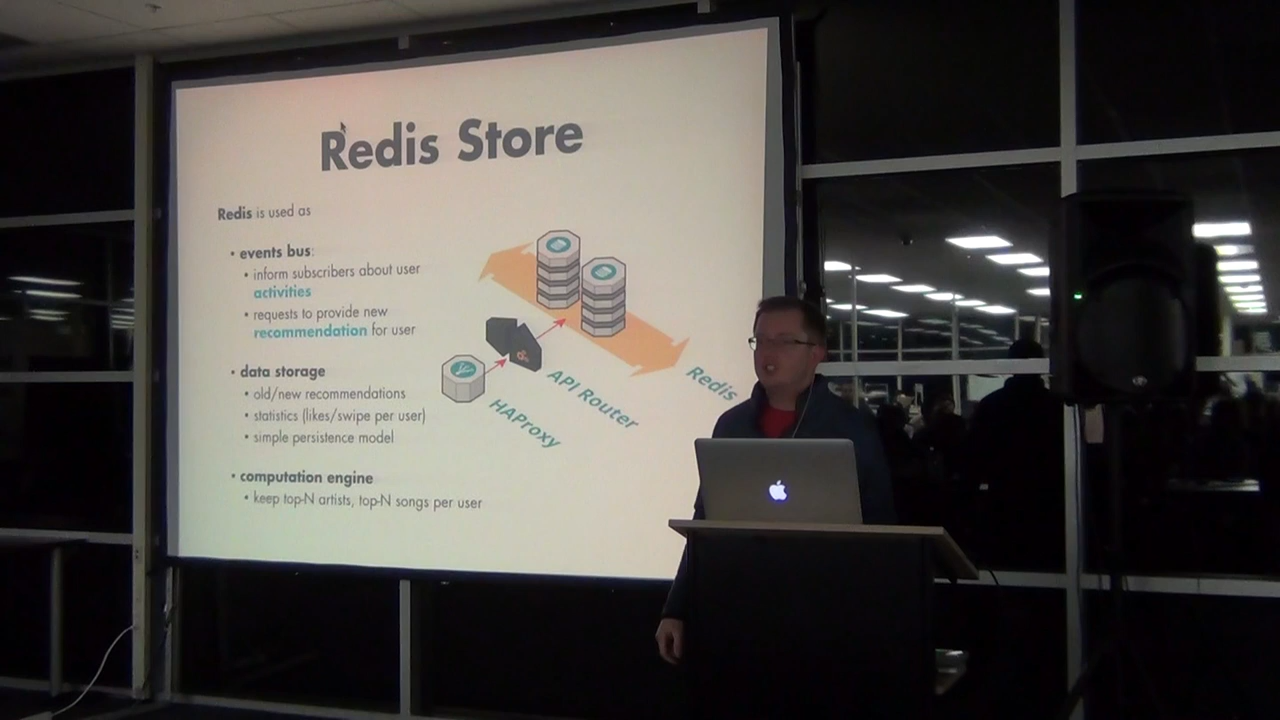 Redis Store
Redis is used as
• events bus:
• inform subscribers about user
activities
• requests to provide new
recommendation for user
• data storage
• old/new recommendations
• statistics (likes/swipe per user)
• simple persistence model
• computation engine
• keep top-N artists, top-N songs per user
HAProxy
API Router
Redis